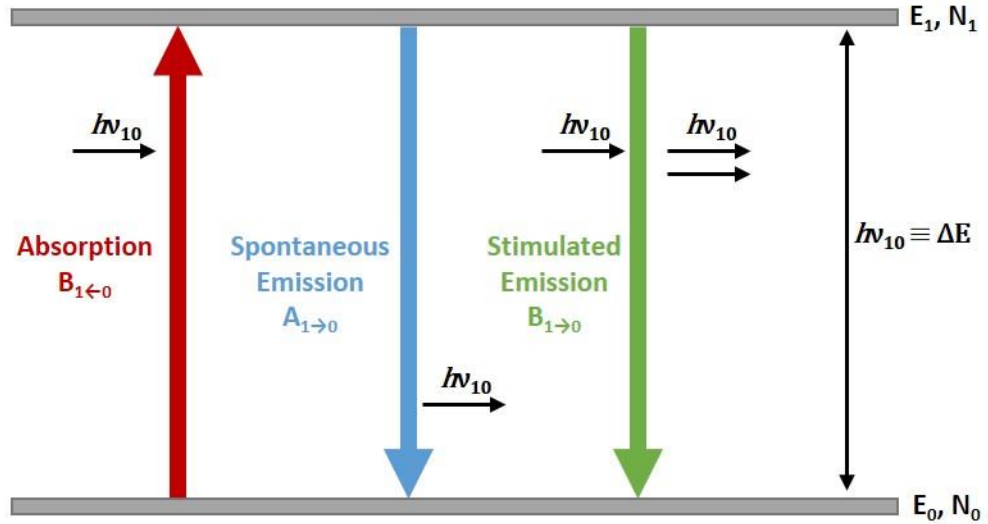 E₁, N₁
hν₁₀
hν₁₀
hν₁₀
Absorption
B₁←₀
Spontaneous
Emission
A₁→₀
Stimulated
Emission
B₁→₀
hν₁₀ ≡ ΔE
hν₁₀
E₀, N₀